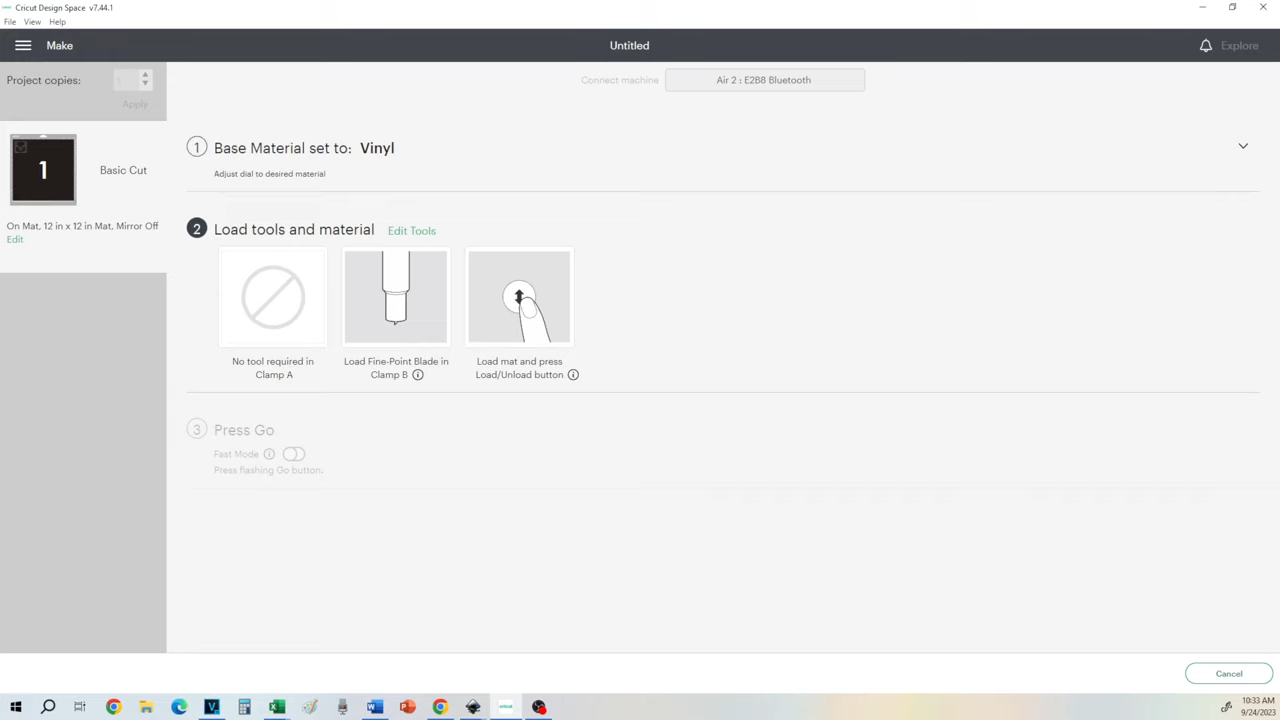 Cricut Design Space v7.44.1
File View Help
Make
Untitled
Explore
Project copies:
1
Apply
Connect machine
Air 2 : E2B8 Bluetooth
1
Basic Cut
On Mat, 12 in x 12 in Mat, Mirror Off
Edit
1 Base Material set to: Vinyl
Adjust dial to desired material
2 Load tools and material Edit Tools
No tool required in
Clamp A
Load Fine-Point Blade in
Clamp B
Load mat and press
Load/Unload button
3 Press Go
Fast Mode
Press flashing Go button.
Cancel
10:33 AM
9/24/2023